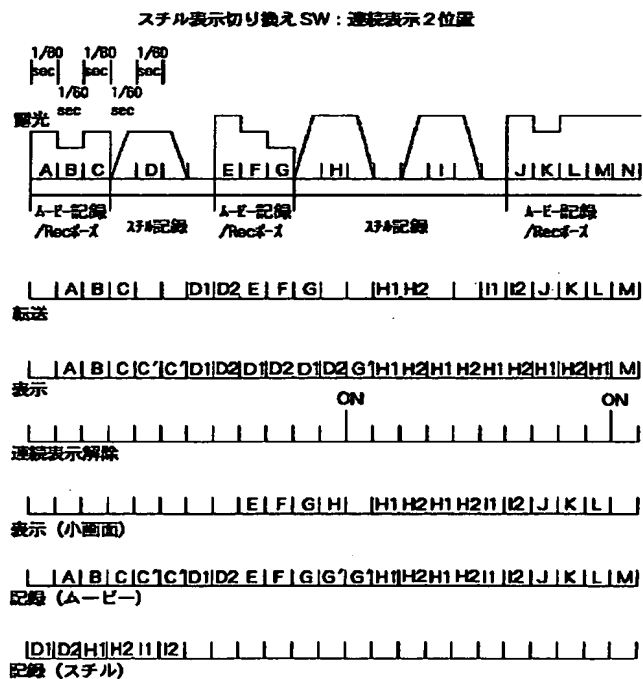 スチル表示切り換えSW：連続表示2位置
1/60 sec 1/60 sec 1/60 sec
1/60 sec 1/60 sec
露光
A B C D E F G H I J K L M N
ムービー記録/Recポーズ
スチル記録
ムービー記録/Recポーズ
スチル記録
ムービー記録/Recポーズ
A B C D1 D2 E F G H1 H2 I1 I2 J K L M
転送
A B C C' C' D1 D2 D1 D2 D1 D2 G' H1 H2 H1 H2 H1 H2 H1 H2 H1 M
表示
ON ON
連続表示解除
E F G H H1 H2 H1 H2 I1 I2 J K L
表示（小画面）
A B C C' C' D1 D2 E F G G' G' H1 H2 H1 H2 I1 I2 J K L M
記録（ムービー）
D1 D2 H1 H2 I1 I2
記録（スチル）